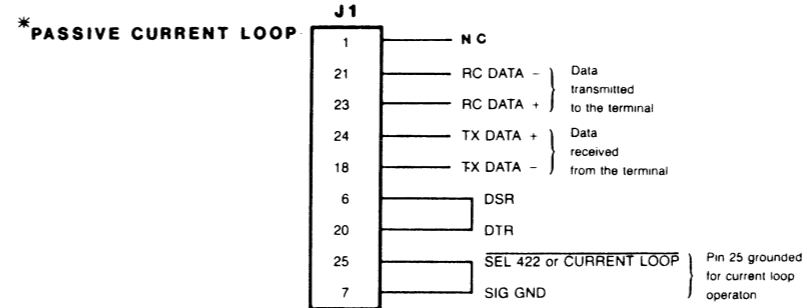 J1
*PASSIVE CURRENT LOOP
1 NC
21 RC DATA - Data
transmitted
23 RC DATA + to the terminal
24 TX DATA + Data
received
18 TX DATA - from the terminal
6 DSR
20 DTR
25 SEL 422 or CURRENT LOOP Pin 25 grounded
for current loop
7 SIG GND operaton